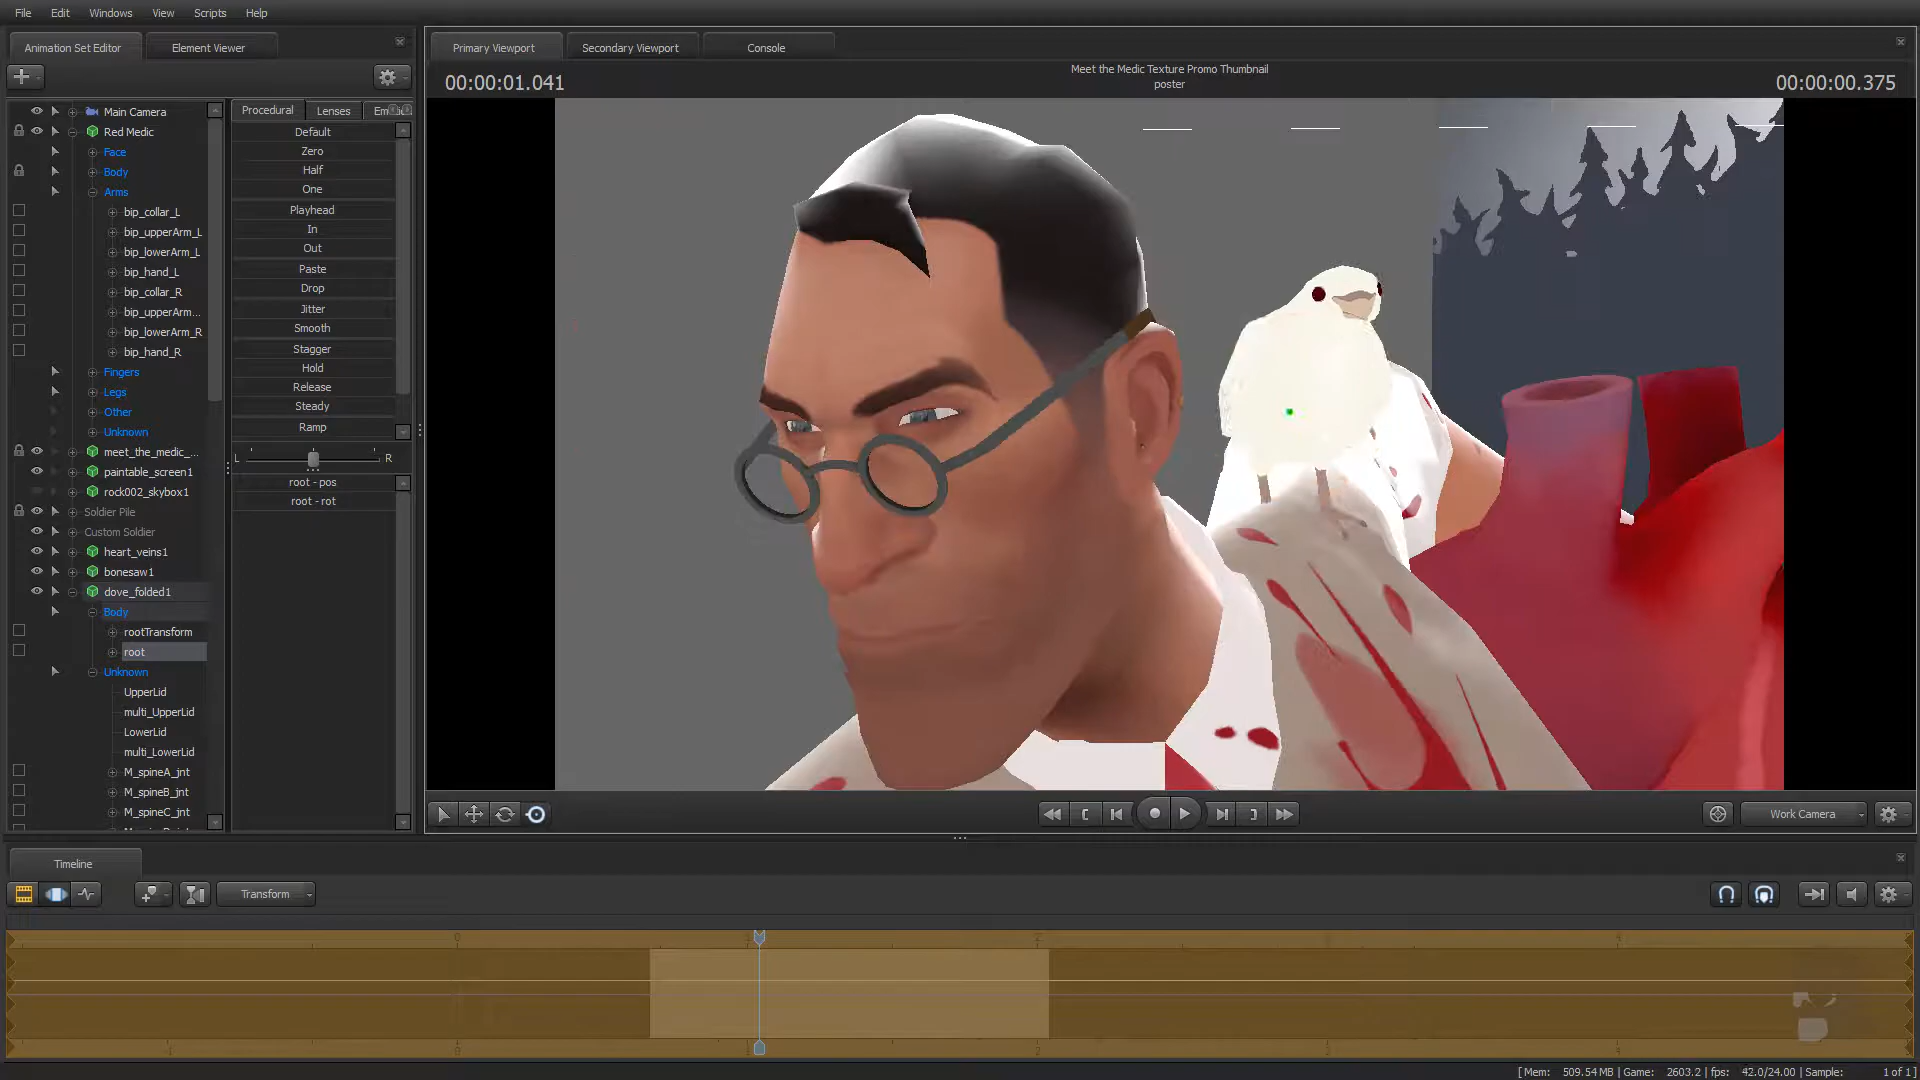 File Edit Windows View Scripts Help
Animation Set Editor Element Viewer
Primary Viewport Secondary Viewport Console
00:00:01.041
Meet the Medic Texture Promo Thumbnail
poster
00:00:00.375
Main Camera
Red Medic
Face
Body
Arms
bip_collar_L
bip_upperArm_L
bip_lowerArm_L
bip_hand_L
bip_collar_R
bip_upperArm...
bip_lowerArm_R
bip_hand_R
Fingers
Legs
Other
Unknown
meet_the_medic_...
paintable_screen1
rock002_skybox1
Soldier Pile
Custom Soldier
heart_veins1
bonesaw1
dove_folded1
Body
rootTransform
root
Unknown
UpperLid
multi_UpperLid
LowerLid
multi_LowerLid
M_spineA_jnt
M_spineB_jnt
M_spineC_jnt
Procedural Lenses
Default
Zero
Half
One
Playhead
In
Out
Paste
Drop
Jitter
Smooth
Stagger
Hold
Release
Steady
Ramp
L R
root - pos
root - rot
Work Camera
Timeline
Transform
[ Mem: 509.54 MB | Game: 2603.2 | fps: 42.0/24.00 | Sample: 1 of 1 ]